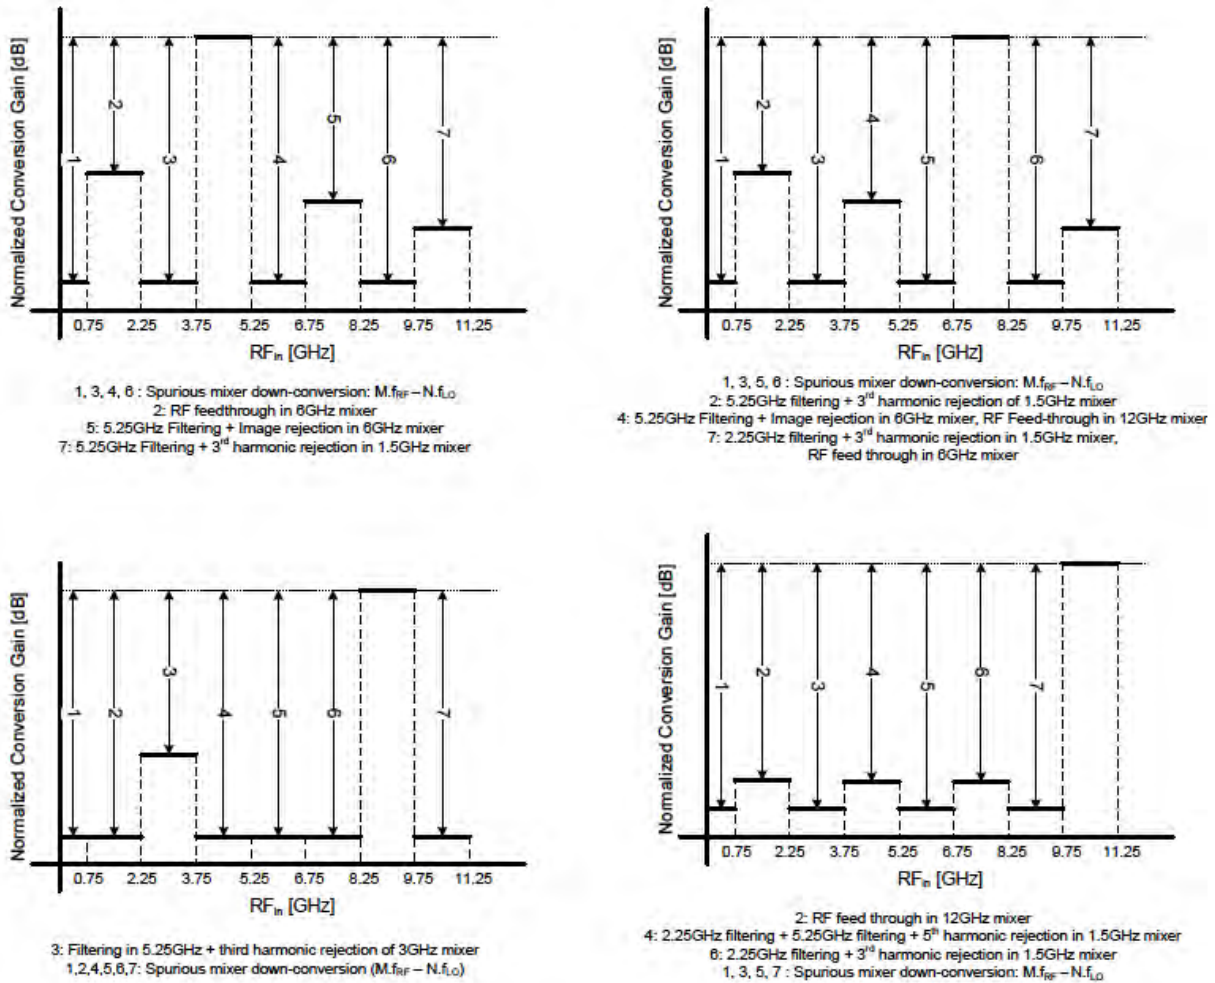 Normalized Conversion Gain [dB]
1
2
3
4
5
6
7
0.75 2.25 3.75 5.25 6.75 8.25 9.75 11.25
RFin [GHz]
1, 3, 4, 6 : Spurious mixer down-conversion: M.fRF – N.fLO
2: RF feedthrough in 6GHz mixer
5: 5.25GHz Filtering + Image rejection in 6GHz mixer
7: 5.25GHz Filtering + 3rd harmonic rejection in 1.5GHz mixer
Normalized Conversion Gain [dB]
1
2
3
4
5
6
7
0.75 2.25 3.75 5.25 6.75 8.25 9.75 11.25
RFin [GHz]
1, 3, 5, 6 : Spurious mixer down-conversion: M.fRF – N.fLO
2: 5.25GHz filtering + 3rd harmonic rejection of 1.5GHz mixer
4: 5.25GHz Filtering + Image rejection in 6GHz mixer, RF Feed-through in 12GHz mixer
7: 2.25GHz filtering + 3rd harmonic rejection in 1.5GHz mixer,
RF feed through in 6GHz mixer
Normalized Conversion Gain [dB]
1
2
3
4
5
6
7
0.75 2.25 3.75 5.25 6.75 8.25 9.75 11.25
RFin [GHz]
3: Filtering in 5.25GHz + third harmonic rejection of 3GHz mixer
1,2,4,5,6,7: Spurious mixer down-conversion (M.fRF – N.fLO)
Normalized Conversion Gain [dB]
1
2
3
4
5
6
7
0.75 2.25 3.75 5.25 6.75 8.25 9.75 11.25
RFin [GHz]
2: RF feed through in 12GHz mixer
4: 2.25GHz filtering + 5.25GHz filtering + 5th harmonic rejection in 1.5GHz mixer
6: 2.25GHz filtering + 3rd harmonic rejection in 1.5GHz mixer
1, 3, 5, 7 : Spurious mixer down-conversion: M.fRF – N.fLO